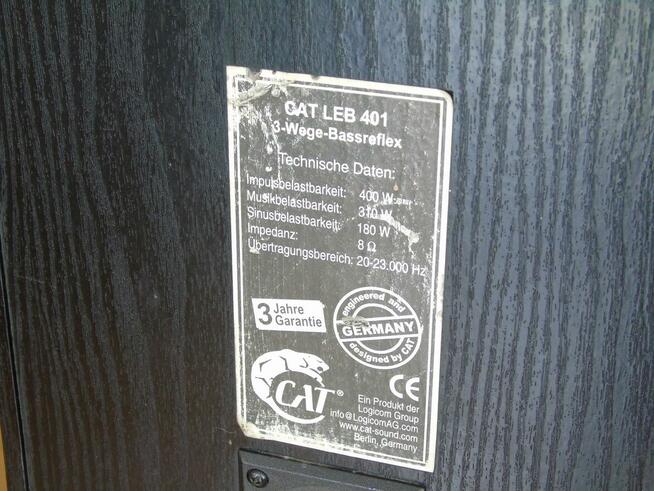 CAT LEB 401
3-Wege-Bassreflex
Technische Daten:
Impulsbelastbarkeit: 400 W
Musikbelastbarkeit: 310 W
Sinusbelastbarkeit: 180 W
Impedanz: 8 Ω
Übertragungsbereich: 20-23.000 Hz
3 Jahre
Garantie
engineered and
GERMANY
designed by CAT
CAT®
CE
Ein Produkt der
Logicom Group
info@LogicomAG.com
www.cat-sound.com
Berlin, Germany